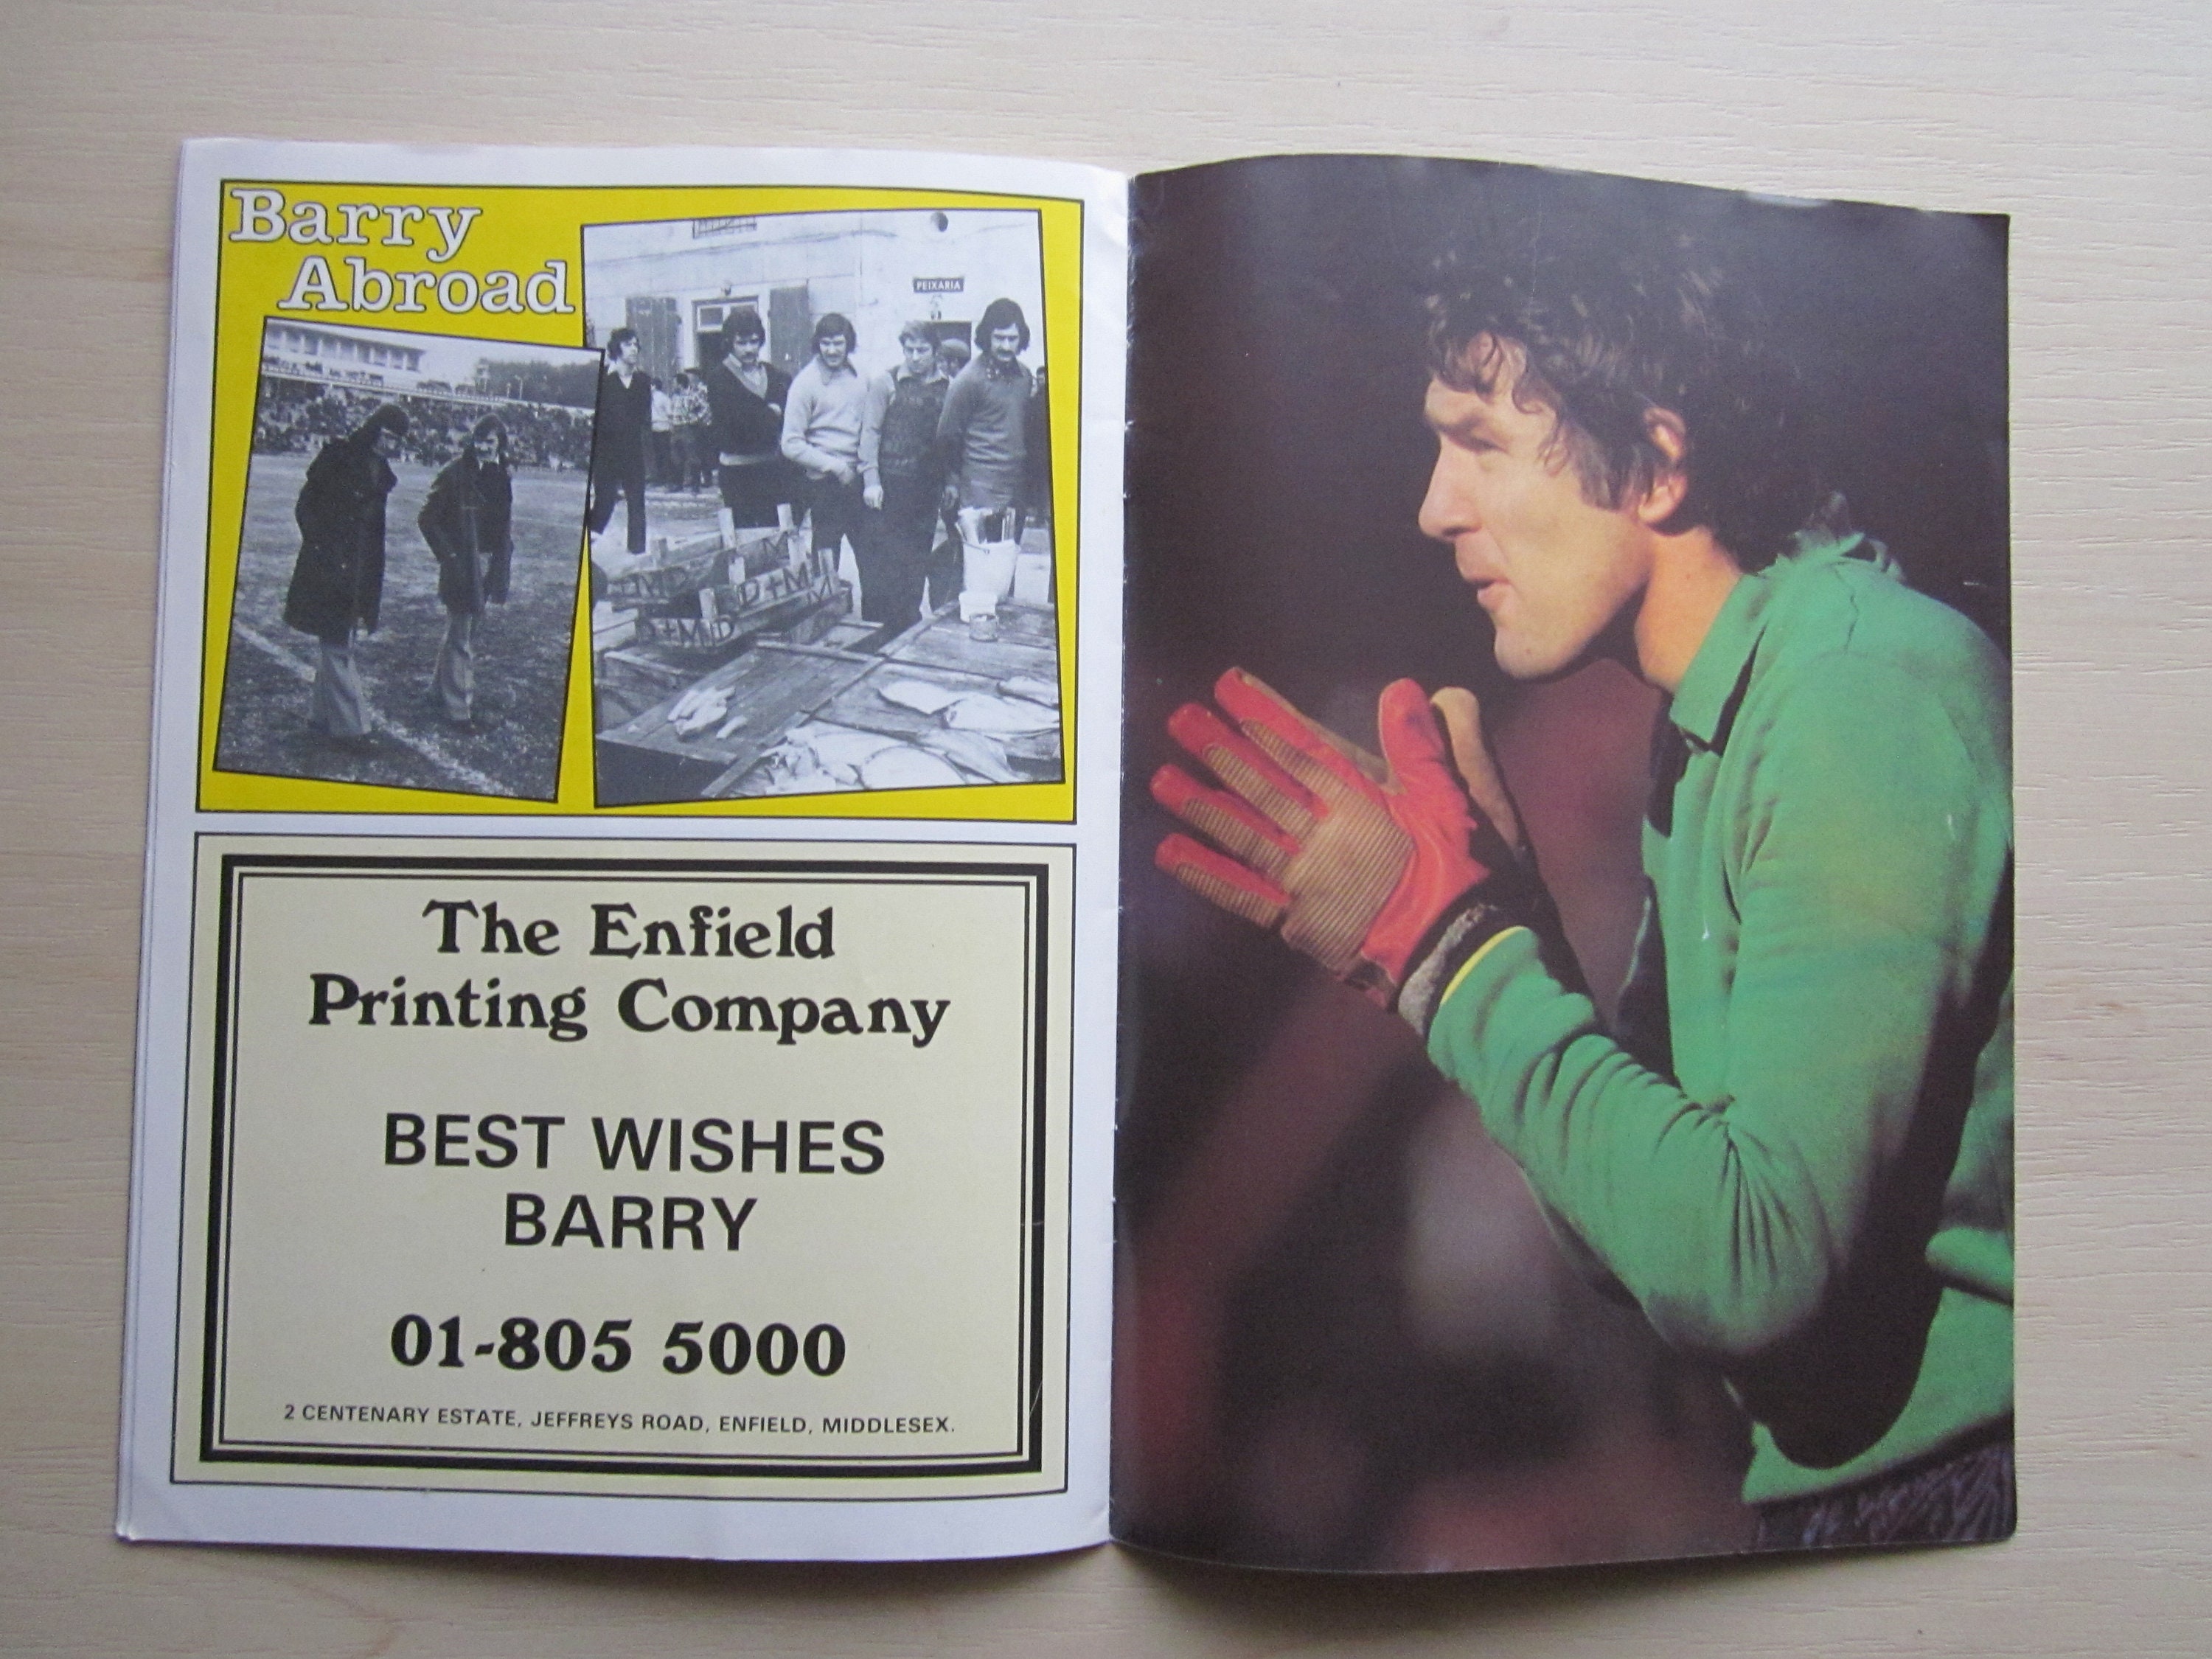 Barry
Abroad
PEIXARIA
D+M
D+M
The Enfield
Printing Company
BEST WISHES
BARRY
01-805 5000
2 CENTENARY ESTATE, JEFFREYS ROAD, ENFIELD, MIDDLESEX.